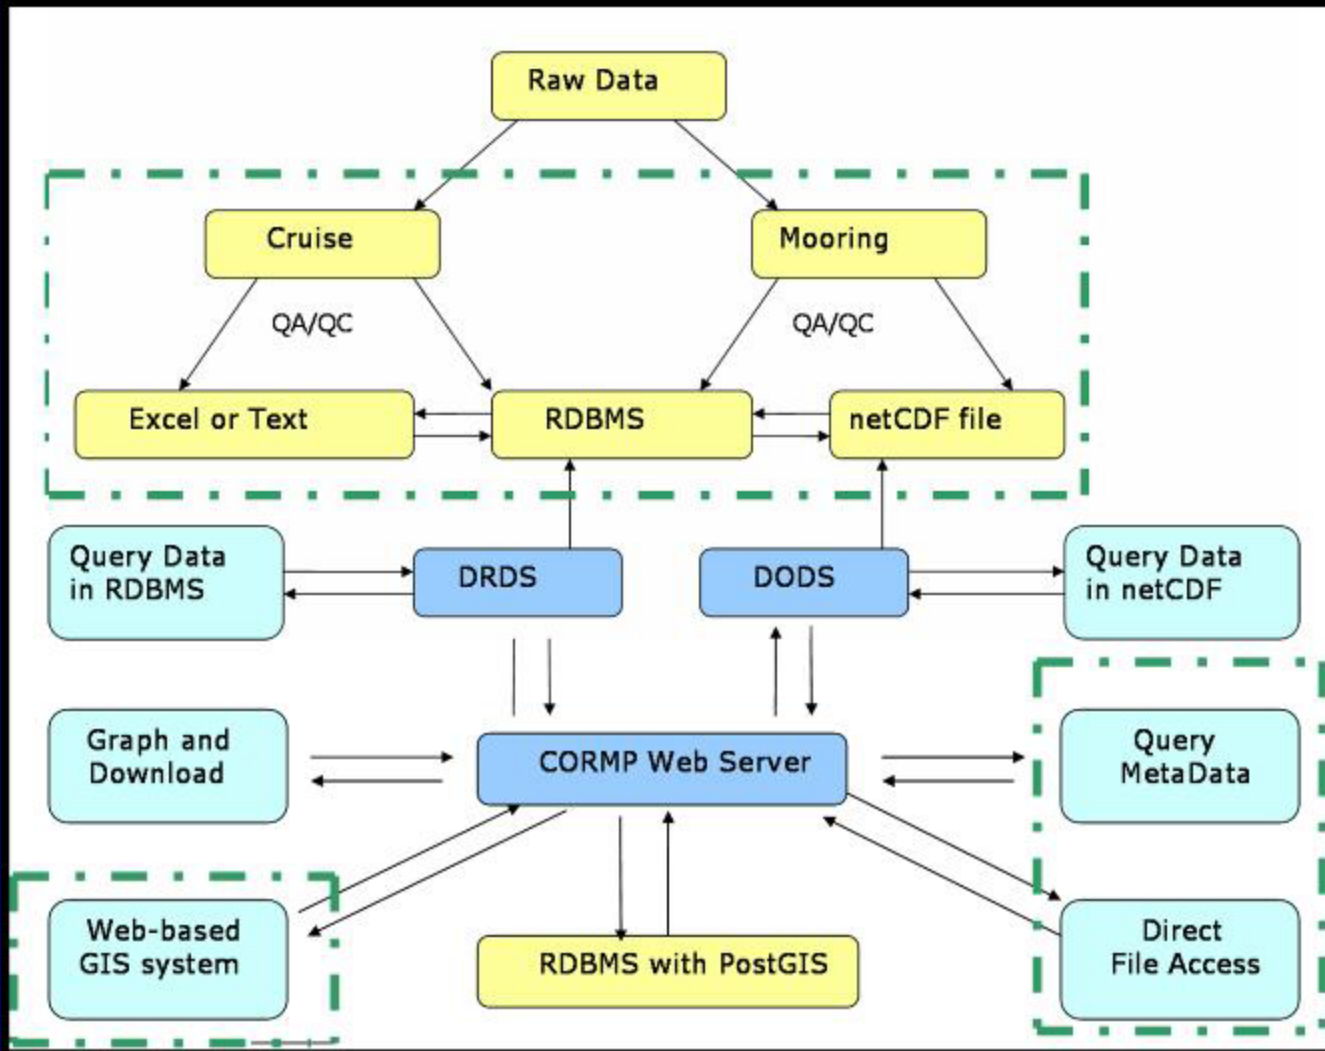 Raw Data
Cruise
Mooring
QA/QC
QA/QC
Excel or Text
RDBMS
netCDF file
Query Data
in RDBMS
DRDS
DODS
Query Data
in netCDF
Graph and
Download
CORMP Web Server
Query
MetaData
Web-based
GIS system
RDBMS with PostGIS
Direct
File Access